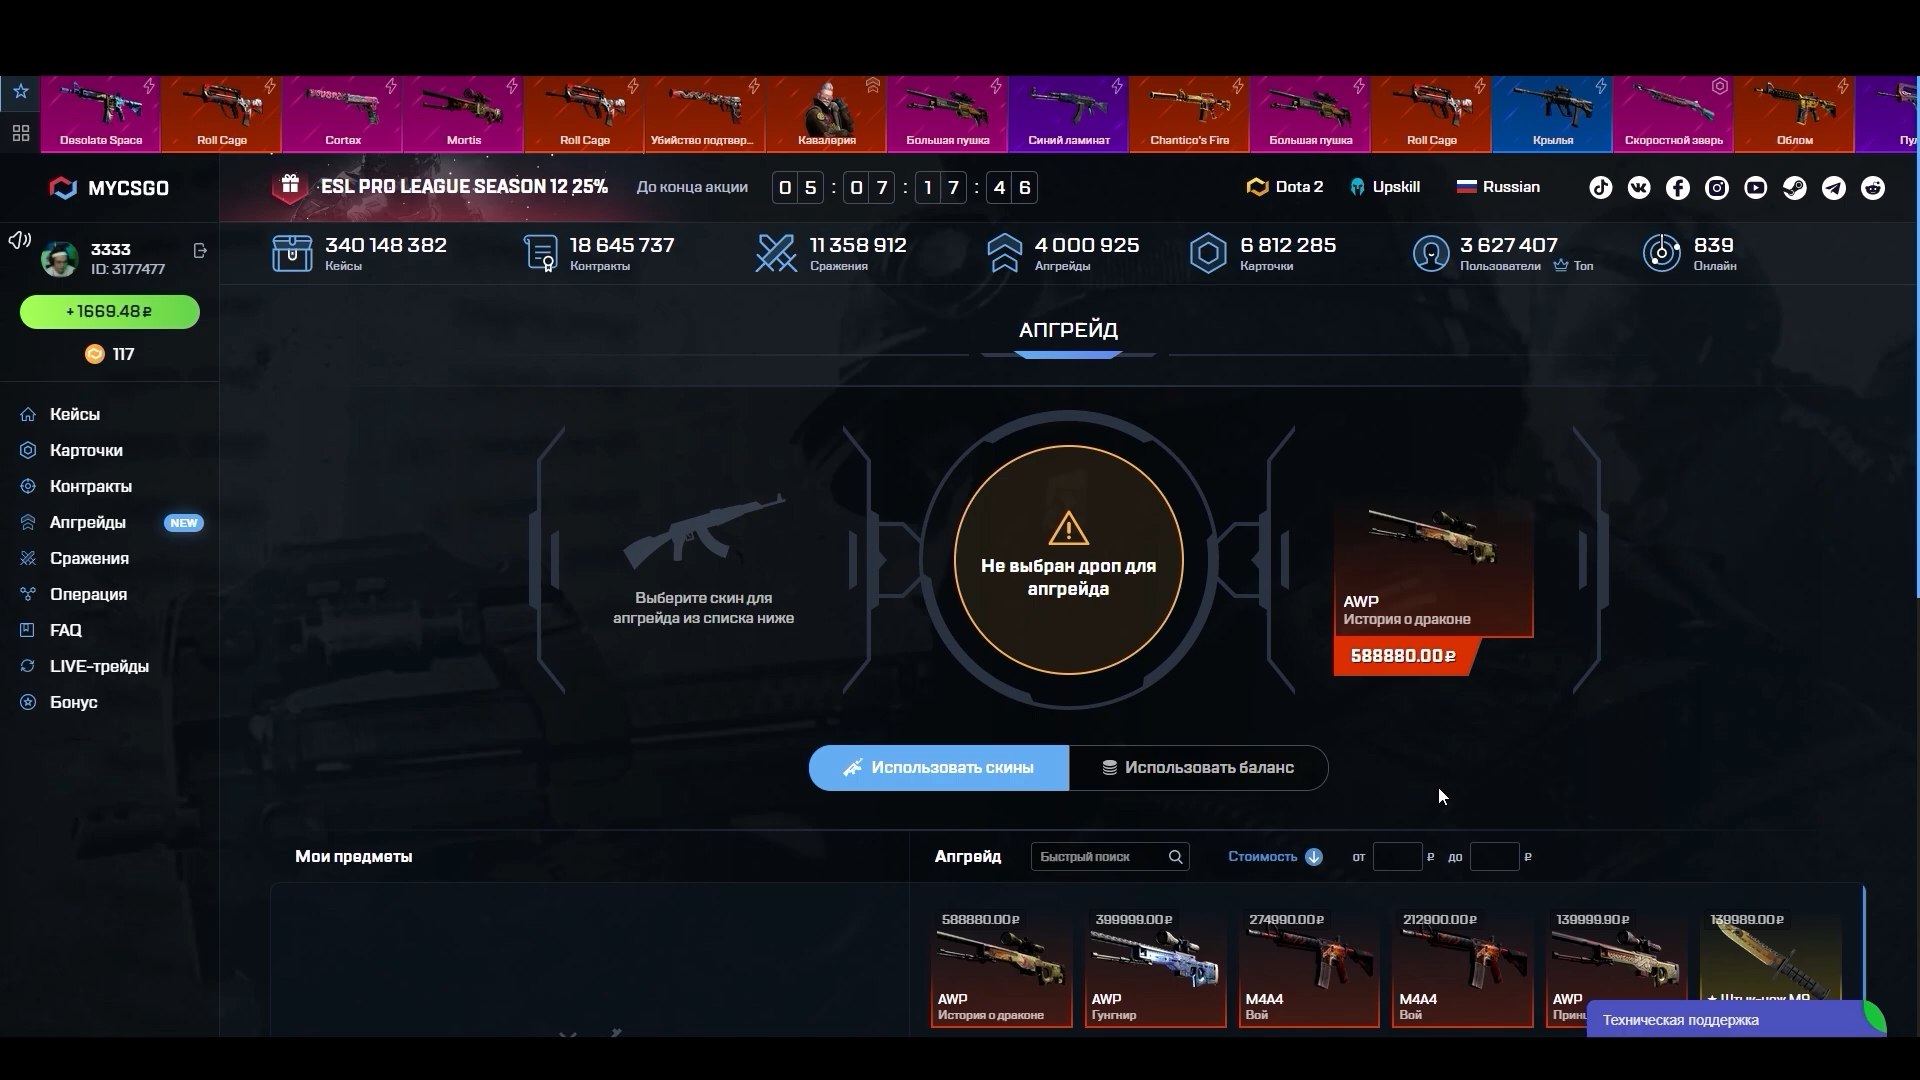 Desolate Space
Roll Cage
Cortex
Mortis
Roll Cage
Убийство подтвер...
Кавалерия
Большая пушка
Синий ламинат
Chantico's Fire
Большая пушка
Roll Cage
Крылья
Скоростной зверь
Облом
MYCSGO
ESL PRO LEAGUE SEASON 12 25%
До конца акции
05:07:17:46
Dota 2
Upskill
Russian
3333
ID: 3177477
+1669.48₽
117
340 148 382
Кейсы
18 645 737
Контракты
11 358 912
Сражения
4 000 925
Апгрейды
6 812 285
Карточки
3 627 407
Пользователи
Топ
839
Онлайн
Кейсы
Карточки
Контракты
Апгрейды NEW
Сражения
Операция
FAQ
LIVE-трейды
Бонус
АПГРЕЙД
Выберите скин для
апгрейда из списка ниже
Не выбран дроп для
апгрейда
AWP
История о драконе
588880.00₽
Использовать скины
Использовать баланс
Мои предметы
Апгрейд
Быстрый поиск
Стоимость
от ₽ до ₽
588880.00₽
AWP
История о драконе
399999.00₽
AWP
Гунгнир
274990.00₽
M4A4
Вой
212900.00₽
M4A4
Вой
139999.90₽
AWP
139989.00₽
★ Штык-нож M9
Техническая поддержка